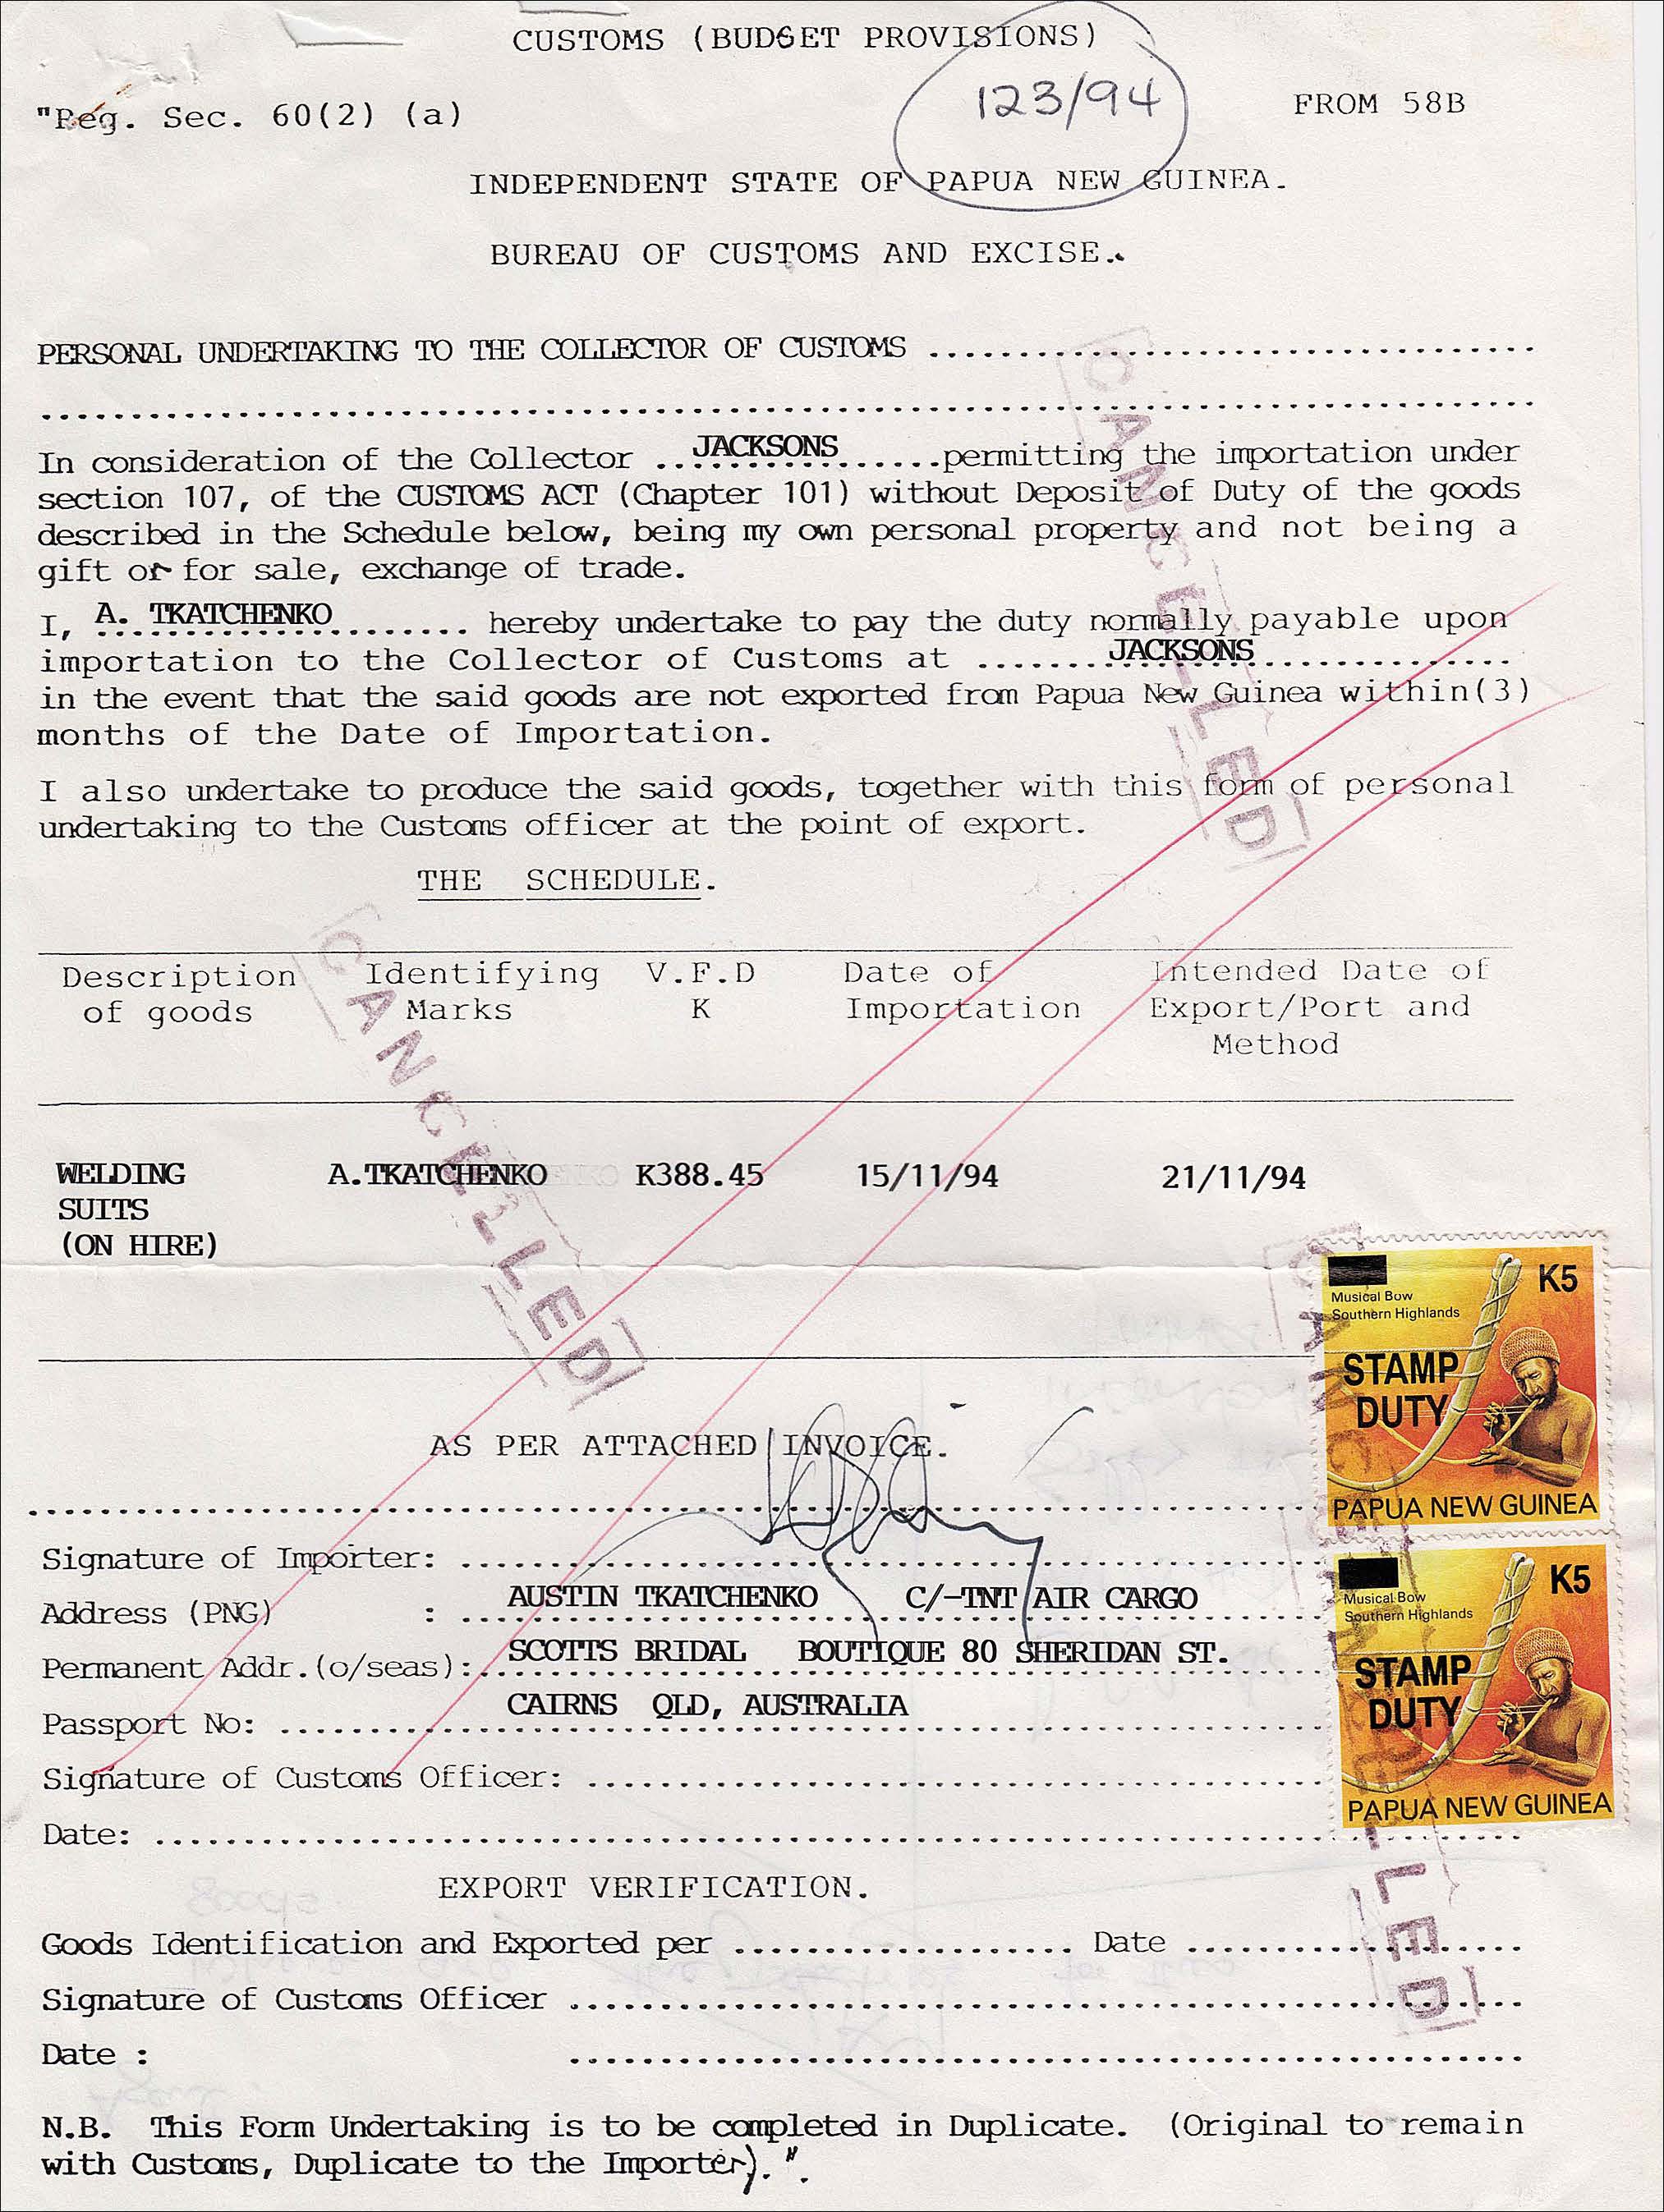 CUSTOMS (BUDGET PROVISIONS)
123/94
"Reg. Sec. 60(2) (a)
FROM 58B
INDEPENDENT STATE OF PAPUA NEW GUINEA.
BUREAU OF CUSTOMS AND EXCISE.
PERSONAL UNDERTAKING TO THE COLLECTOR OF CUSTOMS ..........
..........
In consideration of the Collector ...JACKSONS...permitting the importation under
section 107, of the CUSTOMS ACT (Chapter 101) without Deposit of Duty of the goods
described in the Schedule below, being my own personal property and not being a
gift or for sale, exchange of trade.
I, A. TKATCHENKO ........ hereby undertake to pay the duty normally payable upon
importation to the Collector of Customs at ........JACKSONS........
in the event that the said goods are not exported from Papua New Guinea within(3)
months of the Date of Importation.
I also undertake to produce the said goods, together with this form of personal
undertaking to the Customs officer at the point of export.
CANCELLED
THE SCHEDULE.
Description Identifying V.F.D Date of Intended Date of
of goods Marks K Importation Export/Port and
Method
CANCELLED
WELDING A.TKATCHENKO K388.45 15/11/94 21/11/94
SUITS
(ON HIRE)
K5
Musical Bow
Southern Highlands
STAMP
DUTY
PAPUA NEW GUINEA
AS PER ATTACHED INVOICE.
..........
Signature of Importer: ..........
Address (PNG) : AUSTIN TKATCHENKO C/-TNT AIR CARGO
Permanent Addr.(o/seas): SCOTTS BRIDAL BOUTIQUE 80 SHERIDAN ST.
Passport No: CAIRNS QLD, AUSTRALIA
K5
Musical Bow
Southern Highlands
STAMP
DUTY
PAPUA NEW GUINEA
CANCELLED
Signature of Customs Officer: ..........
Date: ..........
EXPORT VERIFICATION.
Goods Identification and Exported per .......... Date ..........
Signature of Customs Officer ..........
Date : ..........
N.B. This Form Undertaking is to be completed in Duplicate. (Original to remain
with Customs, Duplicate to the Importer).".